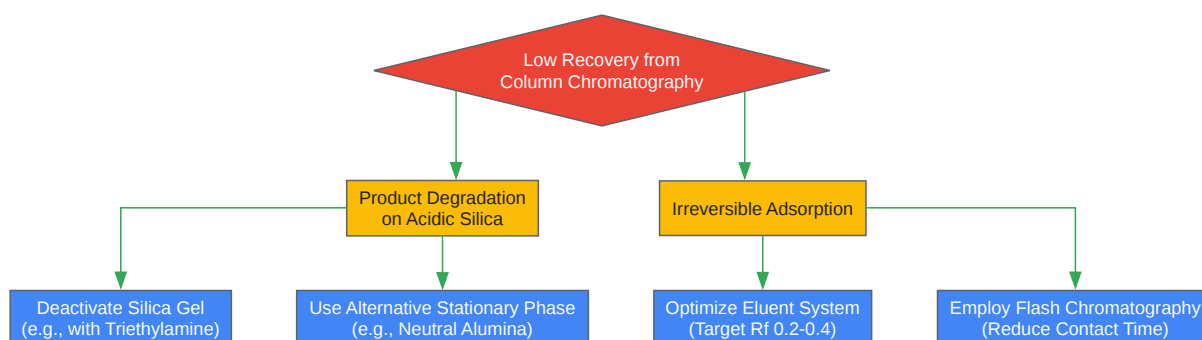 Low Recovery from
Column Chromatography
Product Degradation
on Acidic Silica
Irreversible Adsorption
Deactivate Silica Gel
(e.g., with Triethylamine)
Use Alternative Stationary Phase
(e.g., Neutral Alumina)
Optimize Eluent System
(Target Rf 0.2-0.4)
Employ Flash Chromatography
(Reduce Contact Time)